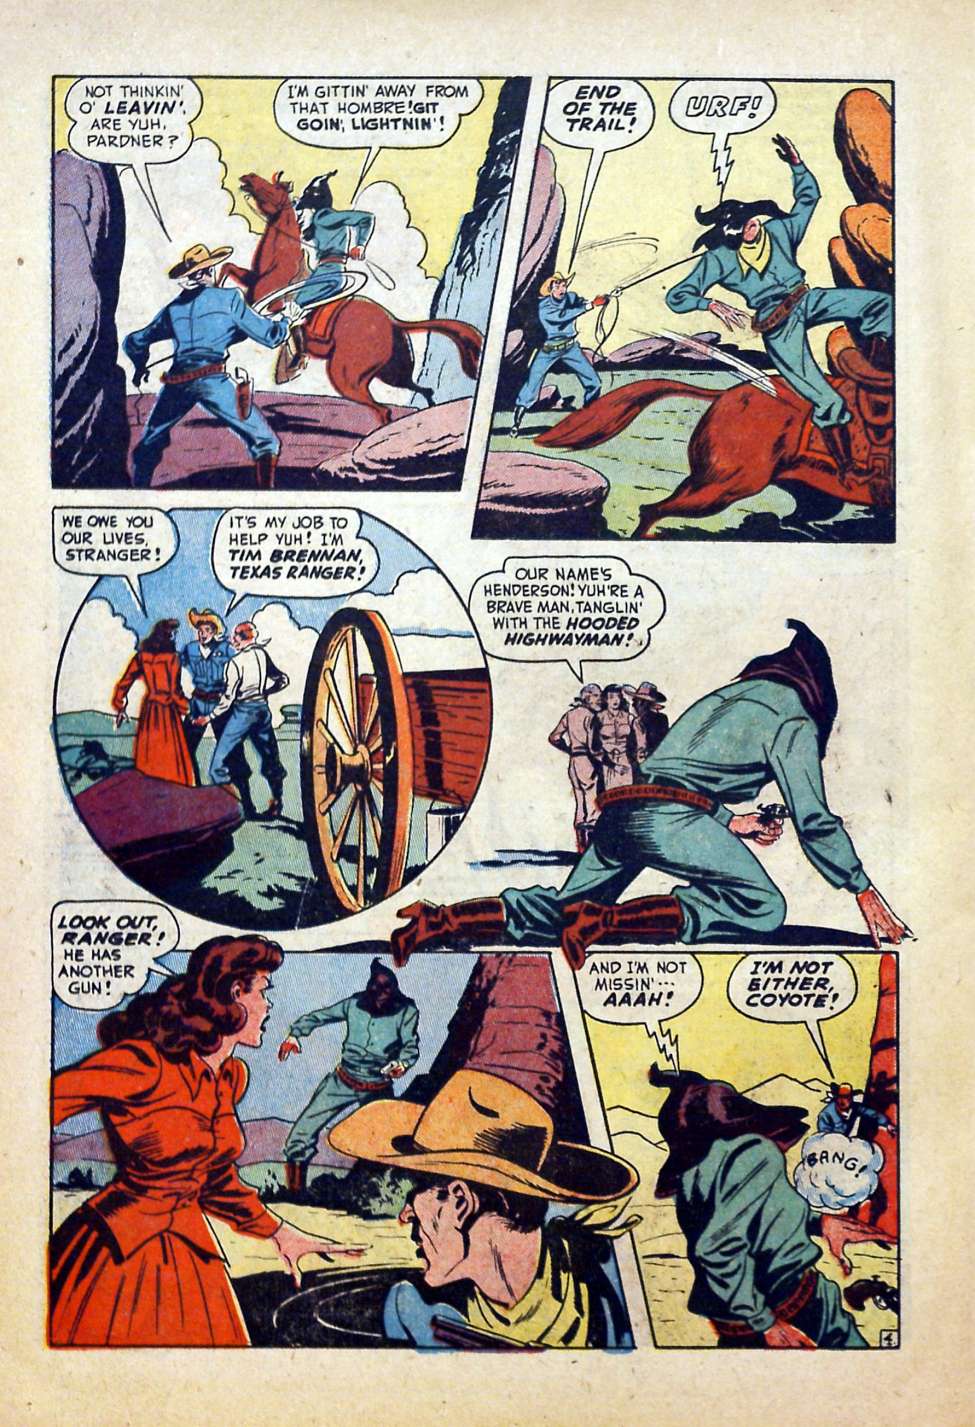 NOT THINKIN'
O' LEAVIN',
ARE YUH,
PARDNER?
I'M GITTIN' AWAY FROM
THAT HOMBRE! GIT
GOIN', LIGHTNIN'!
END
OF THE
TRAIL!
URF!
WE OWE YOU
OUR LIVES,
STRANGER!
IT'S MY JOB TO
HELP YUH! I'M
TIM BRENNAN,
TEXAS RANGER!
OUR NAME'S
HENDERSON! YUH'RE A
BRAVE MAN, TANGLIN'
WITH THE HOODED
HIGHWAYMAN!
LOOK OUT,
RANGER!
HE HAS
ANOTHER
GUN!
AND I'M NOT
MISSIN'---
AAAH!
I'M NOT
EITHER,
COYOTE!
BANG!
4